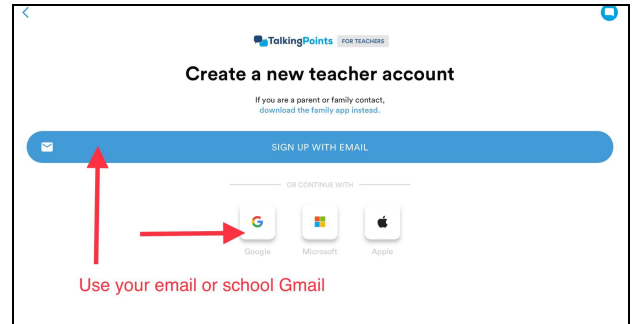 TalkingPoints FOR TEACHERS
Create a new teacher account
If you are a parent or family contact,
download the family app instead.
SIGN UP WITH EMAIL
OR CONTINUE WITH
Google Microsoft Apple
Use your email or school Gmail